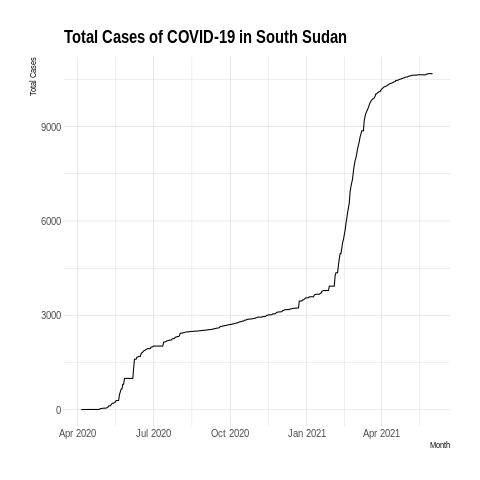 Total Cases of COVID-19 in South Sudan
Total Cases
9000
6000
3000
0
Apr 2020 Jul 2020 Oct 2020 Jan 2021 Apr 2021
Month